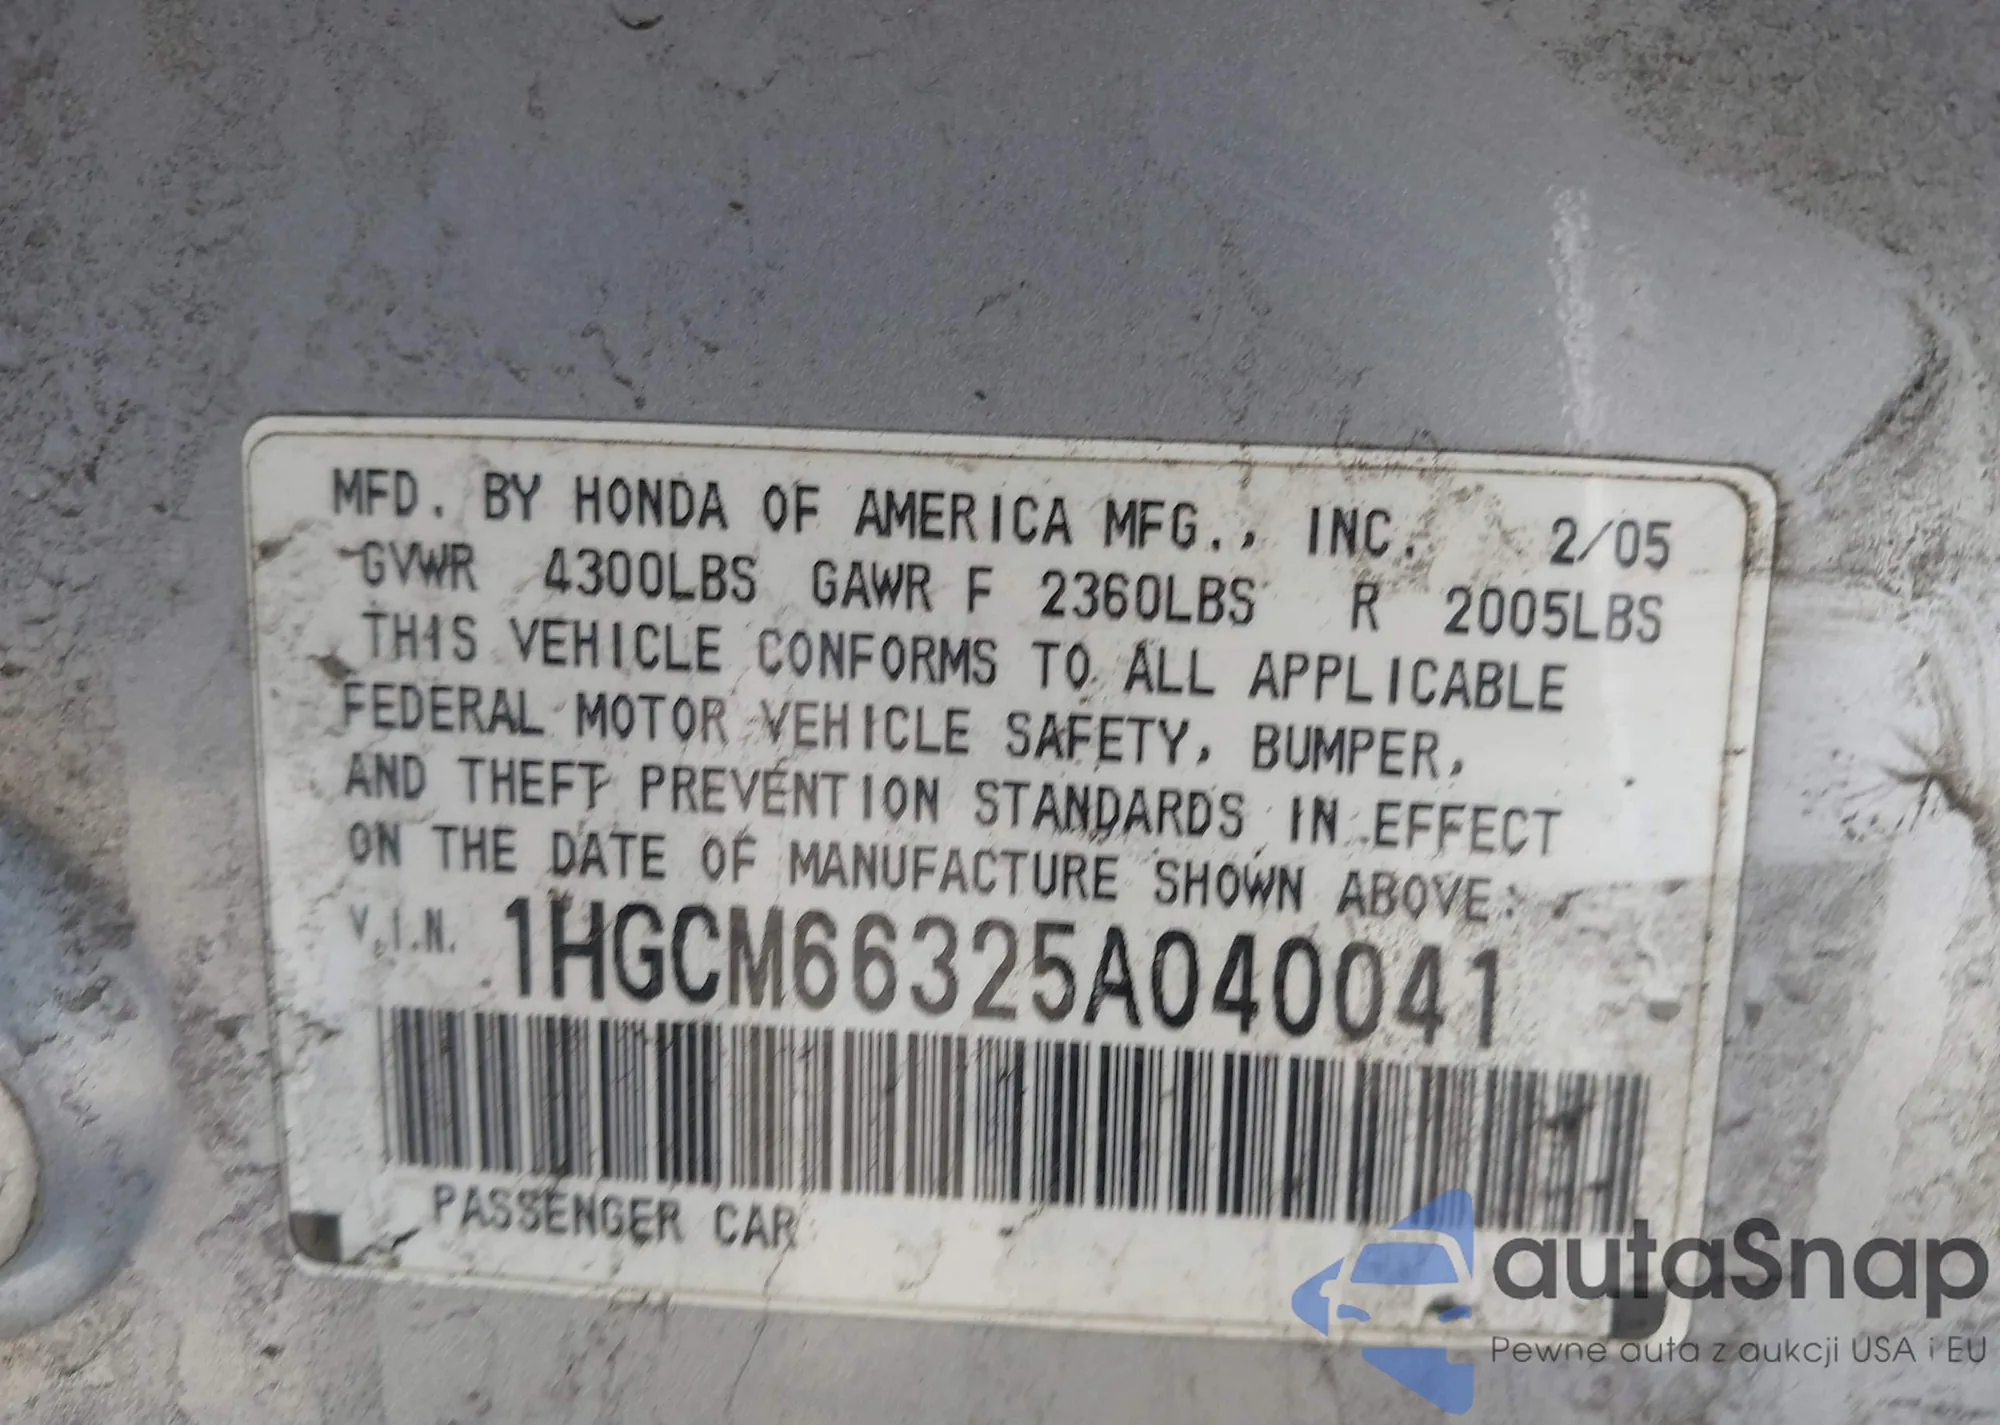 MFD. BY HONDA OF AMERICA MFG., INC. 2/05
GVWR 4300LBS GAWR F 2360LBS R 2005LBS
THIS VEHICLE CONFORMS TO ALL APPLICABLE
FEDERAL MOTOR VEHICLE SAFETY, BUMPER,
AND THEFT PREVENTION STANDARDS IN EFFECT
ON THE DATE OF MANUFACTURE SHOWN ABOVE:
V.I.N. 1HGCM66325A040041
PASSENGER CAR
autaSnap
Pewne auta z aukcji USA i EU